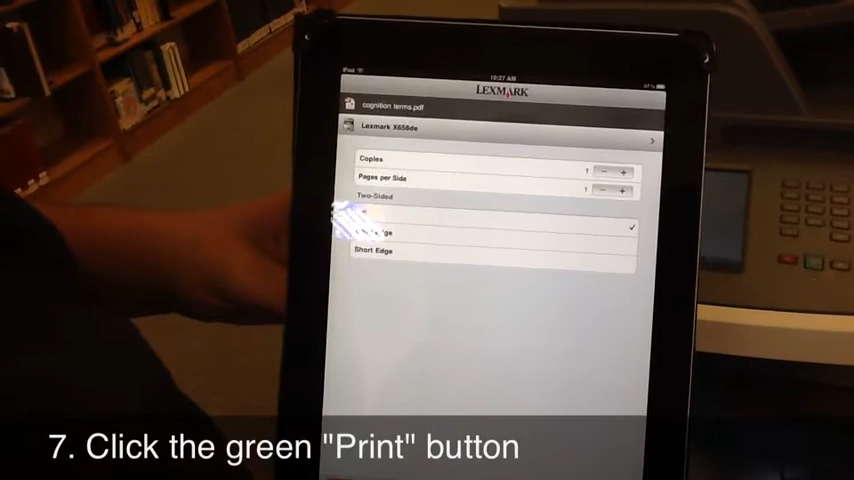 iPad
10:27 AM
67%
LEXMARK
cognition terms.pdf
Lexmark X658de
Copies
1
− +
Pages per Side
1
− +
Two-Sided
Short Edge
7. Click the green "Print" button